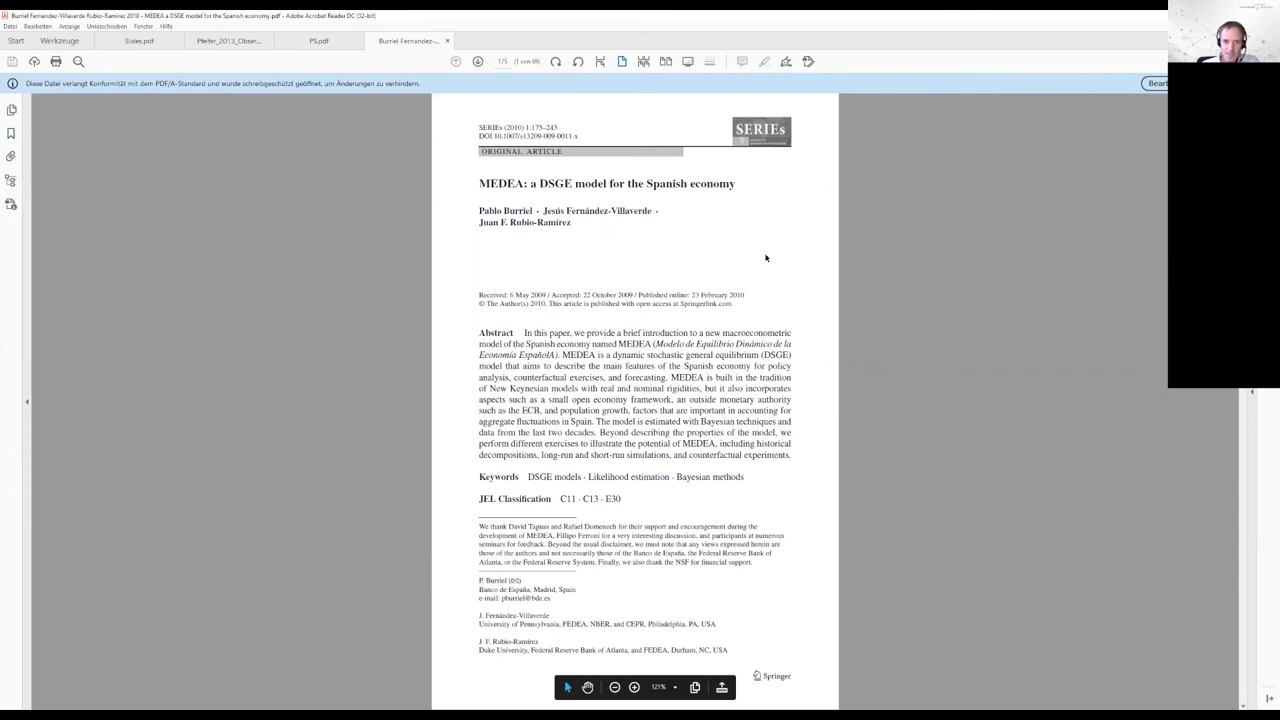 Burriel Fernandez-Villaverde Rubio-Ramirez 2010 - MEDEA a DSGE model for the Spanish economy.pdf - Adobe Acrobat Reader DC (32-bit)
Datei Bearbeiten Anzeige Unterschreiben Fenster Hilfe
Start Werkzeuge Slides.pdf Pfeifer_2013_Obser... PS.pdf Burriel Fernandez-... ×
175 (1 von 69)
Diese Datei verlangt Konformität mit dem PDF/A-Standard und wurde schreibgeschützt geöffnet, um Änderungen zu verhindern.
Beart
SERIEs (2010) 1:175–243
DOI 10.1007/s13209-009-0011-x
SERIEs
ORIGINAL ARTICLE
MEDEA: a DSGE model for the Spanish economy
Pablo Burriel · Jesús Fernández-Villaverde ·
Juan F. Rubio-Ramírez
Received: 6 May 2009 / Accepted: 22 October 2009 / Published online: 23 February 2010
© The Author(s) 2010. This article is published with open access at Springerlink.com
Abstract In this paper, we provide a brief introduction to a new macroeconometric
model of the Spanish economy named MEDEA (Modelo de Equilibrio Dinámico de la
Economía EspañolA). MEDEA is a dynamic stochastic general equilibrium (DSGE)
model that aims to describe the main features of the Spanish economy for policy
analysis, counterfactual exercises, and forecasting. MEDEA is built in the tradition
of New Keynesian models with real and nominal rigidities, but it also incorporates
aspects such as a small open economy framework, an outside monetary authority
such as the ECB, and population growth, factors that are important in accounting for
aggregate fluctuations in Spain. The model is estimated with Bayesian techniques and
data from the last two decades. Beyond describing the properties of the model, we
perform different exercises to illustrate the potential of MEDEA, including historical
decompositions, long-run and short-run simulations, and counterfactual experiments.
Keywords DSGE models · Likelihood estimation · Bayesian methods
JEL Classification C11 · C13 · E30
We thank David Taguas and Rafael Domenech for their support and encouragement during the
development of MEDEA, Fillipo Ferroni for a very interesting discussion, and participants at numerous
seminars for feedback. Beyond the usual disclaimer, we must note that any views expressed herein are
those of the authors and not necessarily those of the Banco de España, the Federal Reserve Bank of
Atlanta, or the Federal Reserve System. Finally, we also thank the NSF for financial support.
P. Burriel (✉)
Banco de España, Madrid, Spain
e-mail: pburriel@bde.es
J. Fernández-Villaverde
University of Pennsylvania, FEDEA, NBER, and CEPR, Philadelphia, PA, USA
J. F. Rubio-Ramírez
Duke University, Federal Reserve Bank of Atlanta, and FEDEA, Durham, NC, USA
Springer
121%